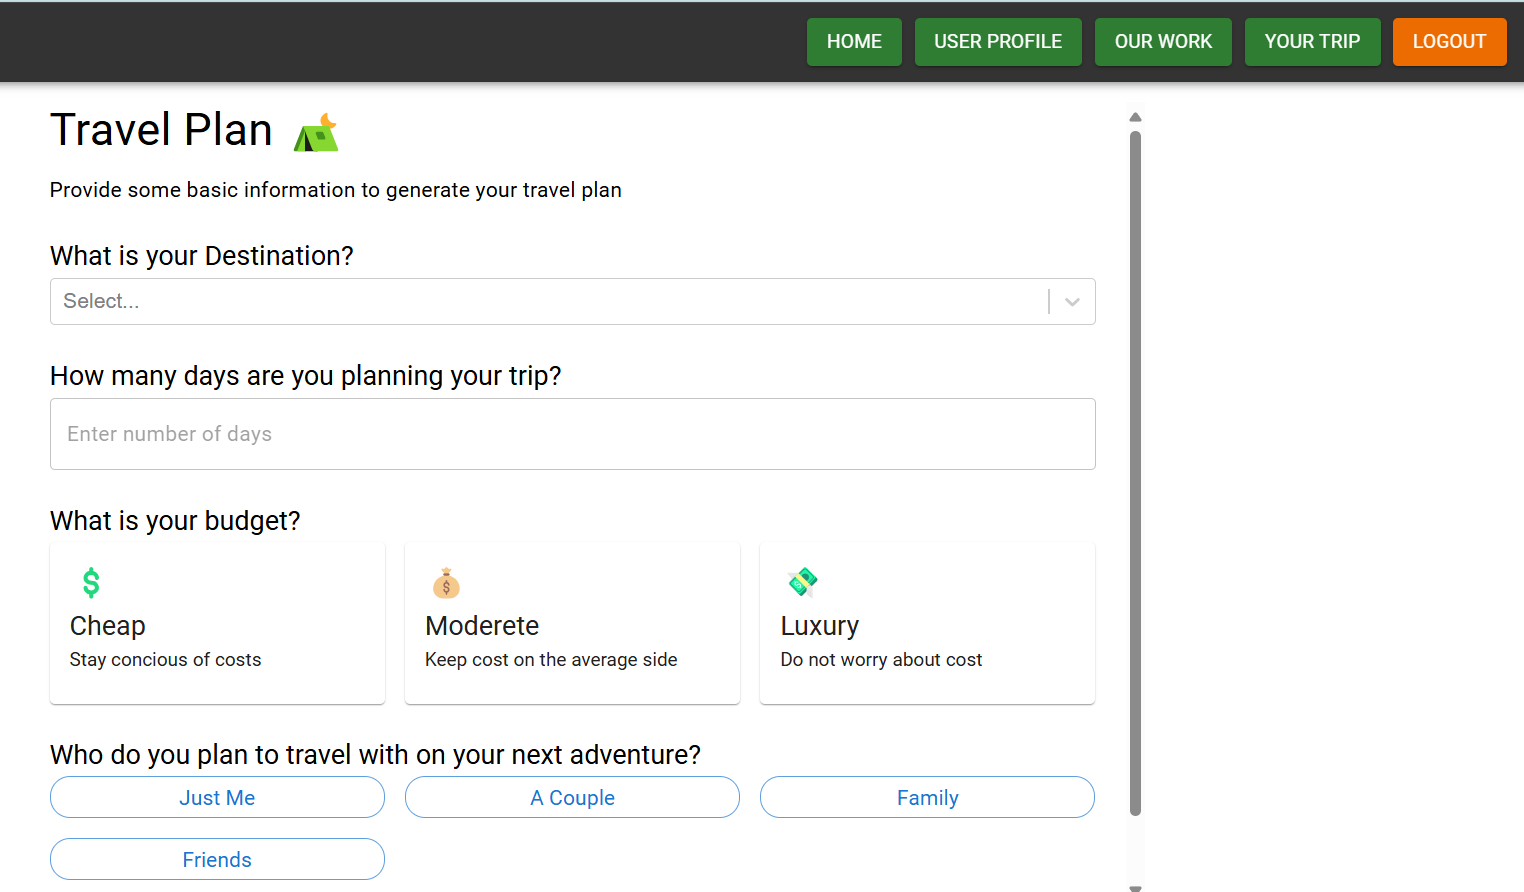 HOME USER PROFILE OUR WORK YOUR TRIP LOGOUT
Travel Plan
Provide some basic information to generate your travel plan
What is your Destination?
Select...
How many days are you planning your trip?
Enter number of days
What is your budget?
Cheap Moderete Luxury
Stay concious of costs Keep cost on the average side Do not worry about cost
Who do you plan to travel with on your next adventure?
Just Me A Couple Family
Friends